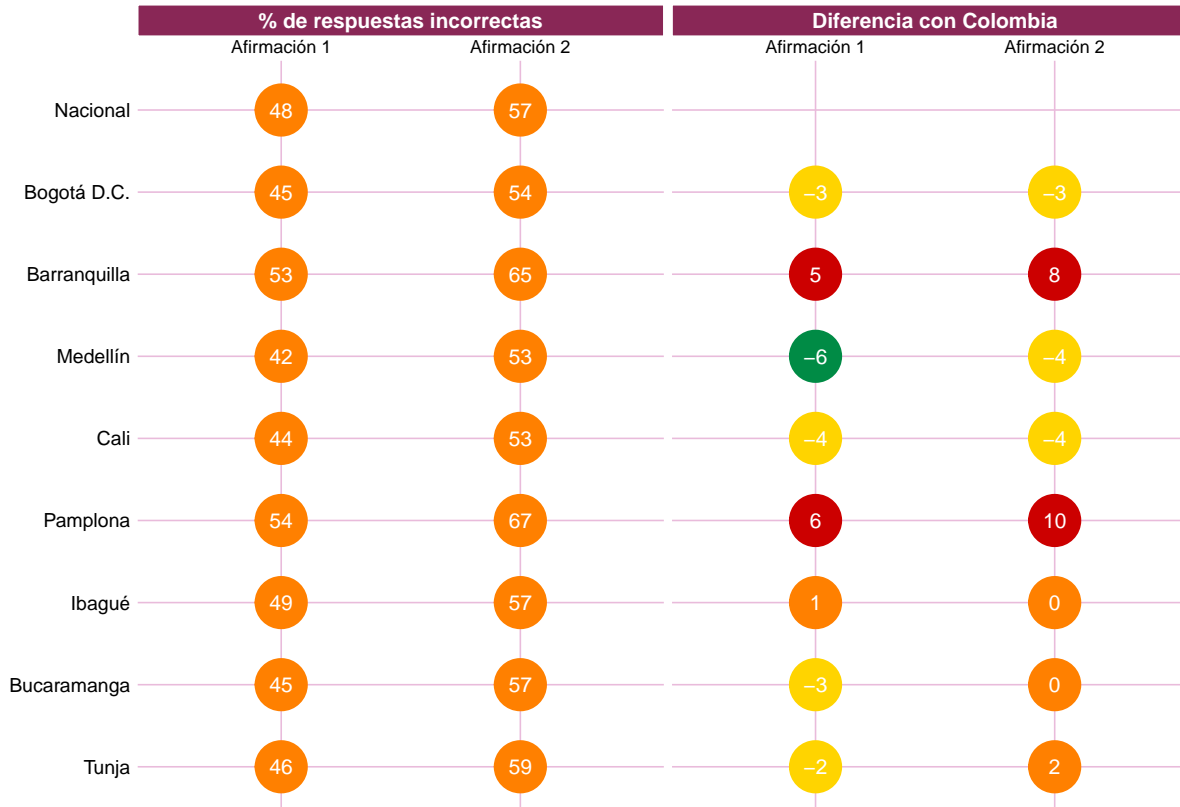 % de respuestas incorrectas Diferencia con Colombia
Afirmación 1 Afirmación 2 Afirmación 1 Afirmación 2
Nacional 48 57
Bogotá D.C. 45 54 −3 −3
Barranquilla 53 65 5 8
Medellín 42 53 −6 −4
Cali 44 53 −4 −4
Pamplona 54 67 6 10
Ibagué 49 57 1 0
Bucaramanga 45 57 −3 0
Tunja 46 59 −2 2